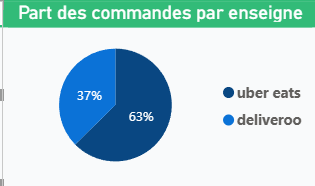 Part des commandes par enseigne
37%
63%
uber eats
deliveroo